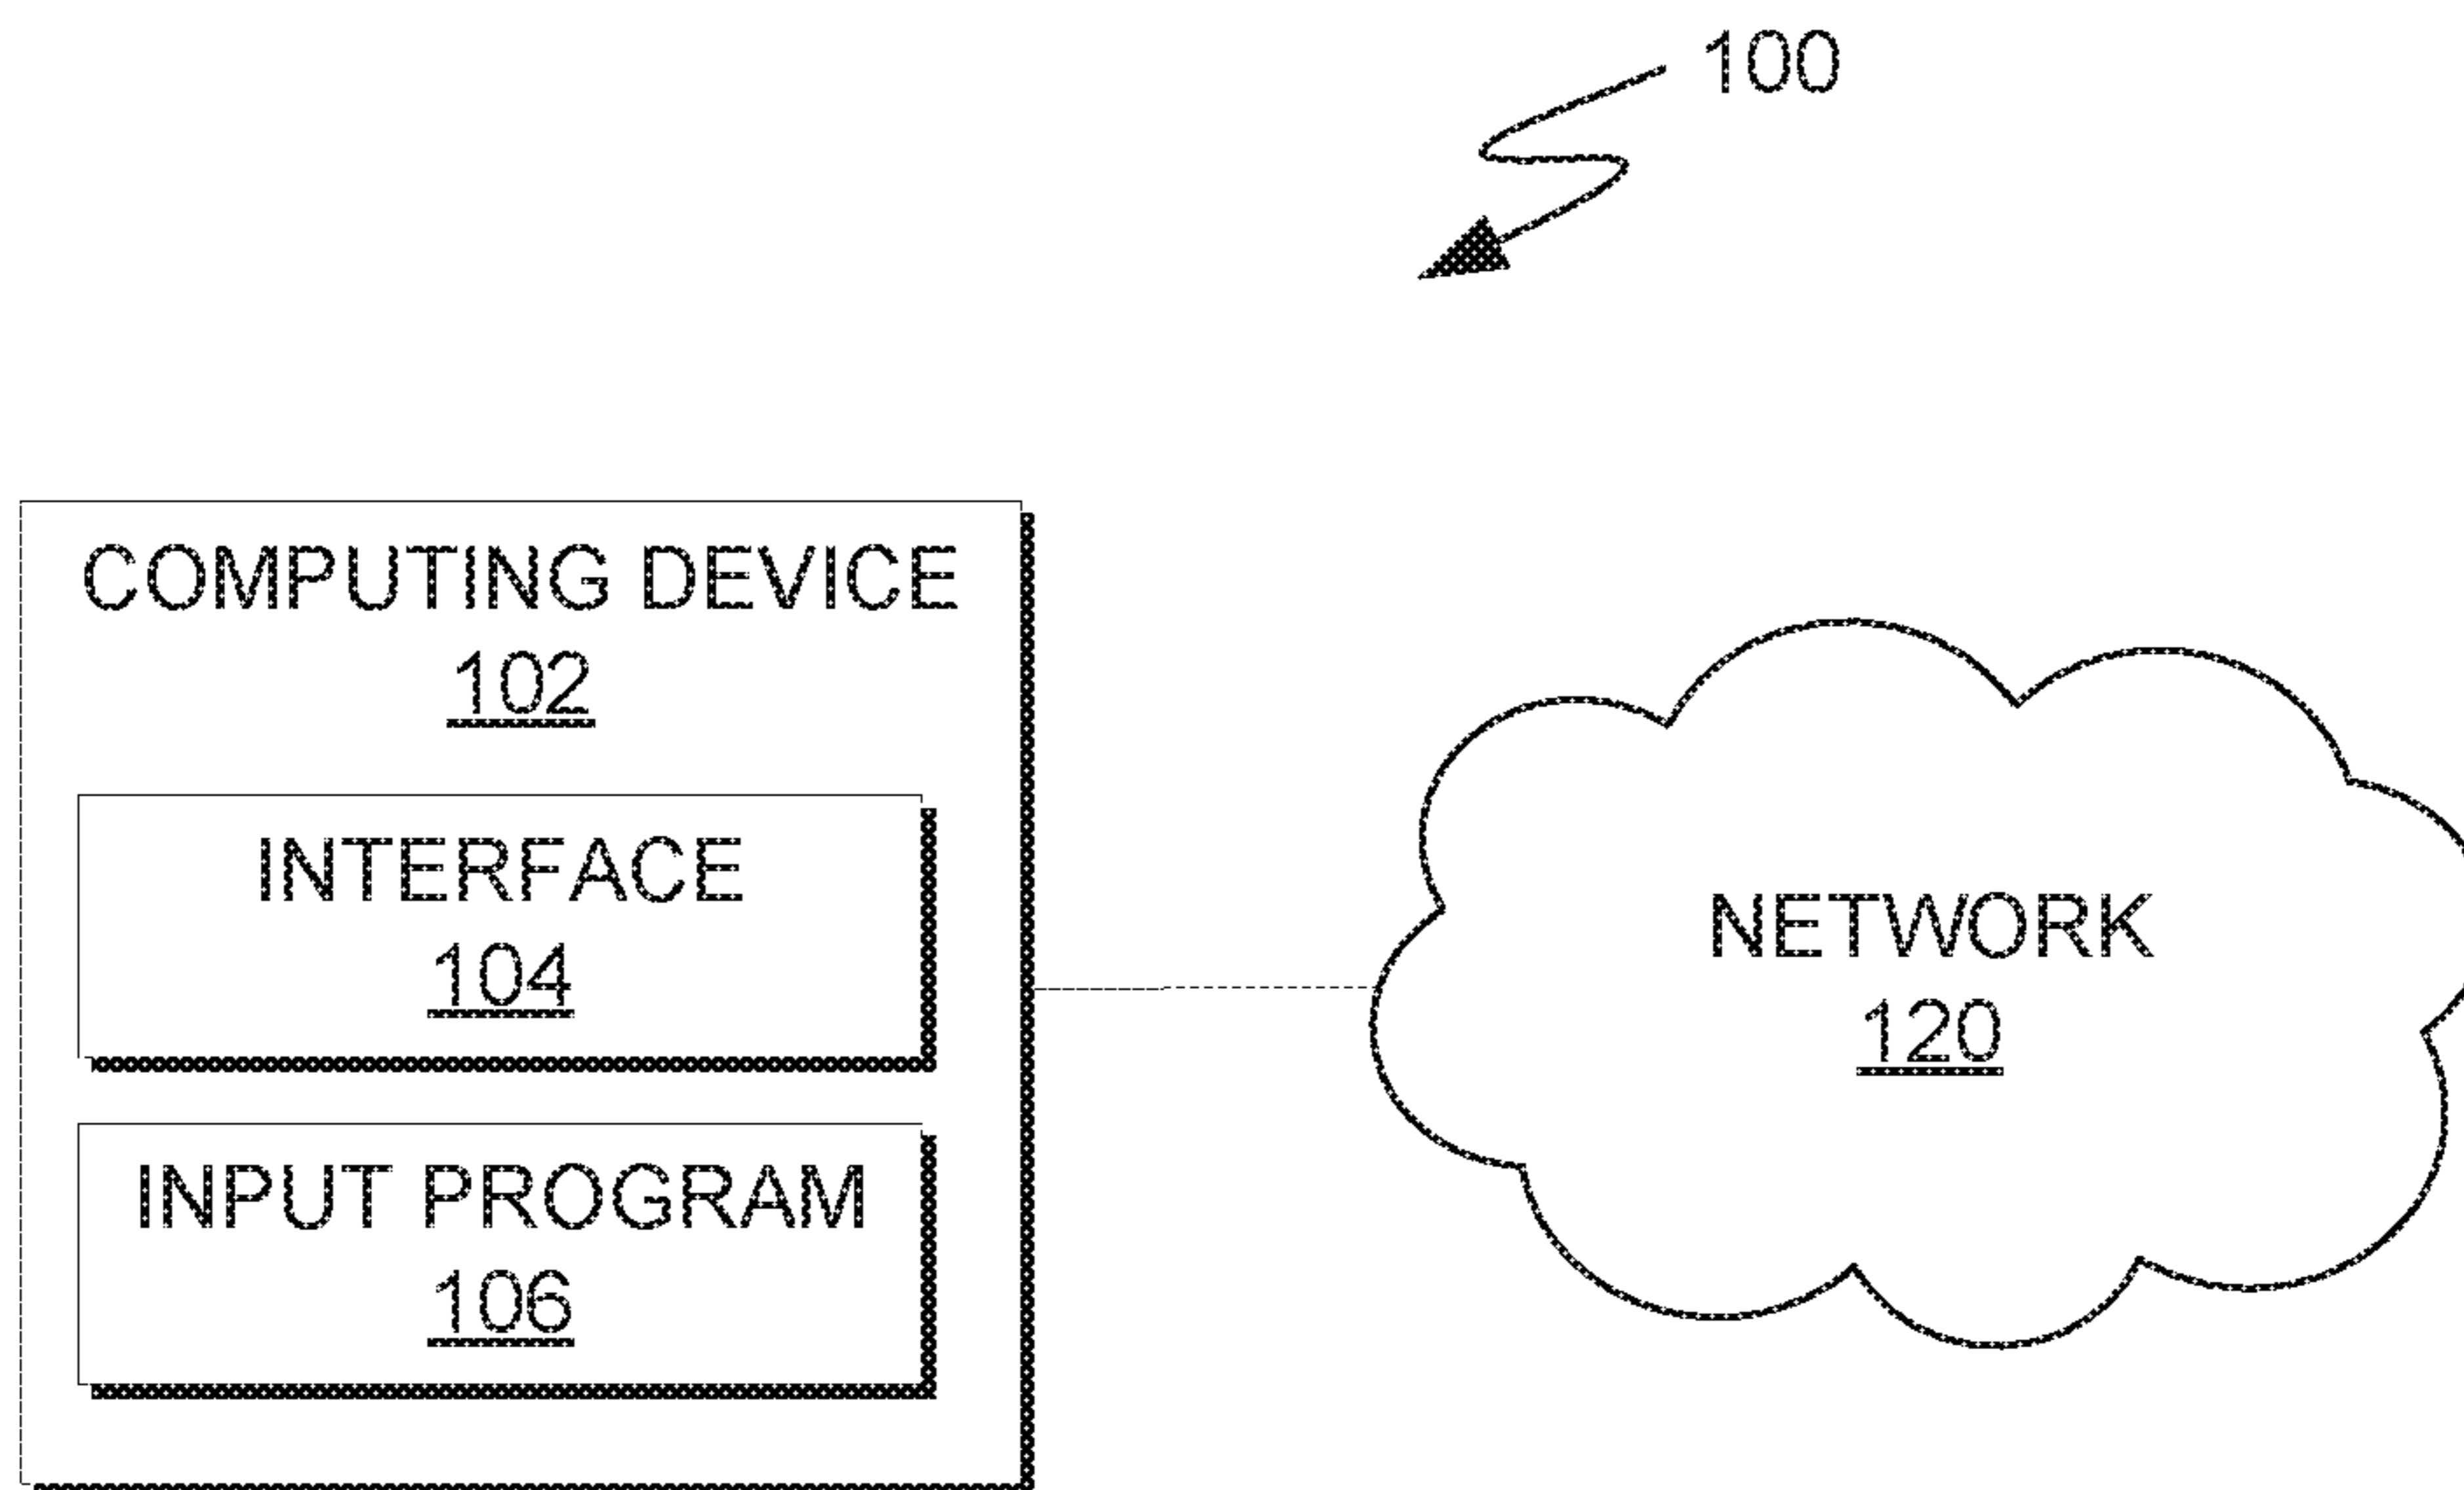 100
COMPUTING DEVICE
102
INTERFACE
104
INPUT PROGRAM
106
NETWORK
120